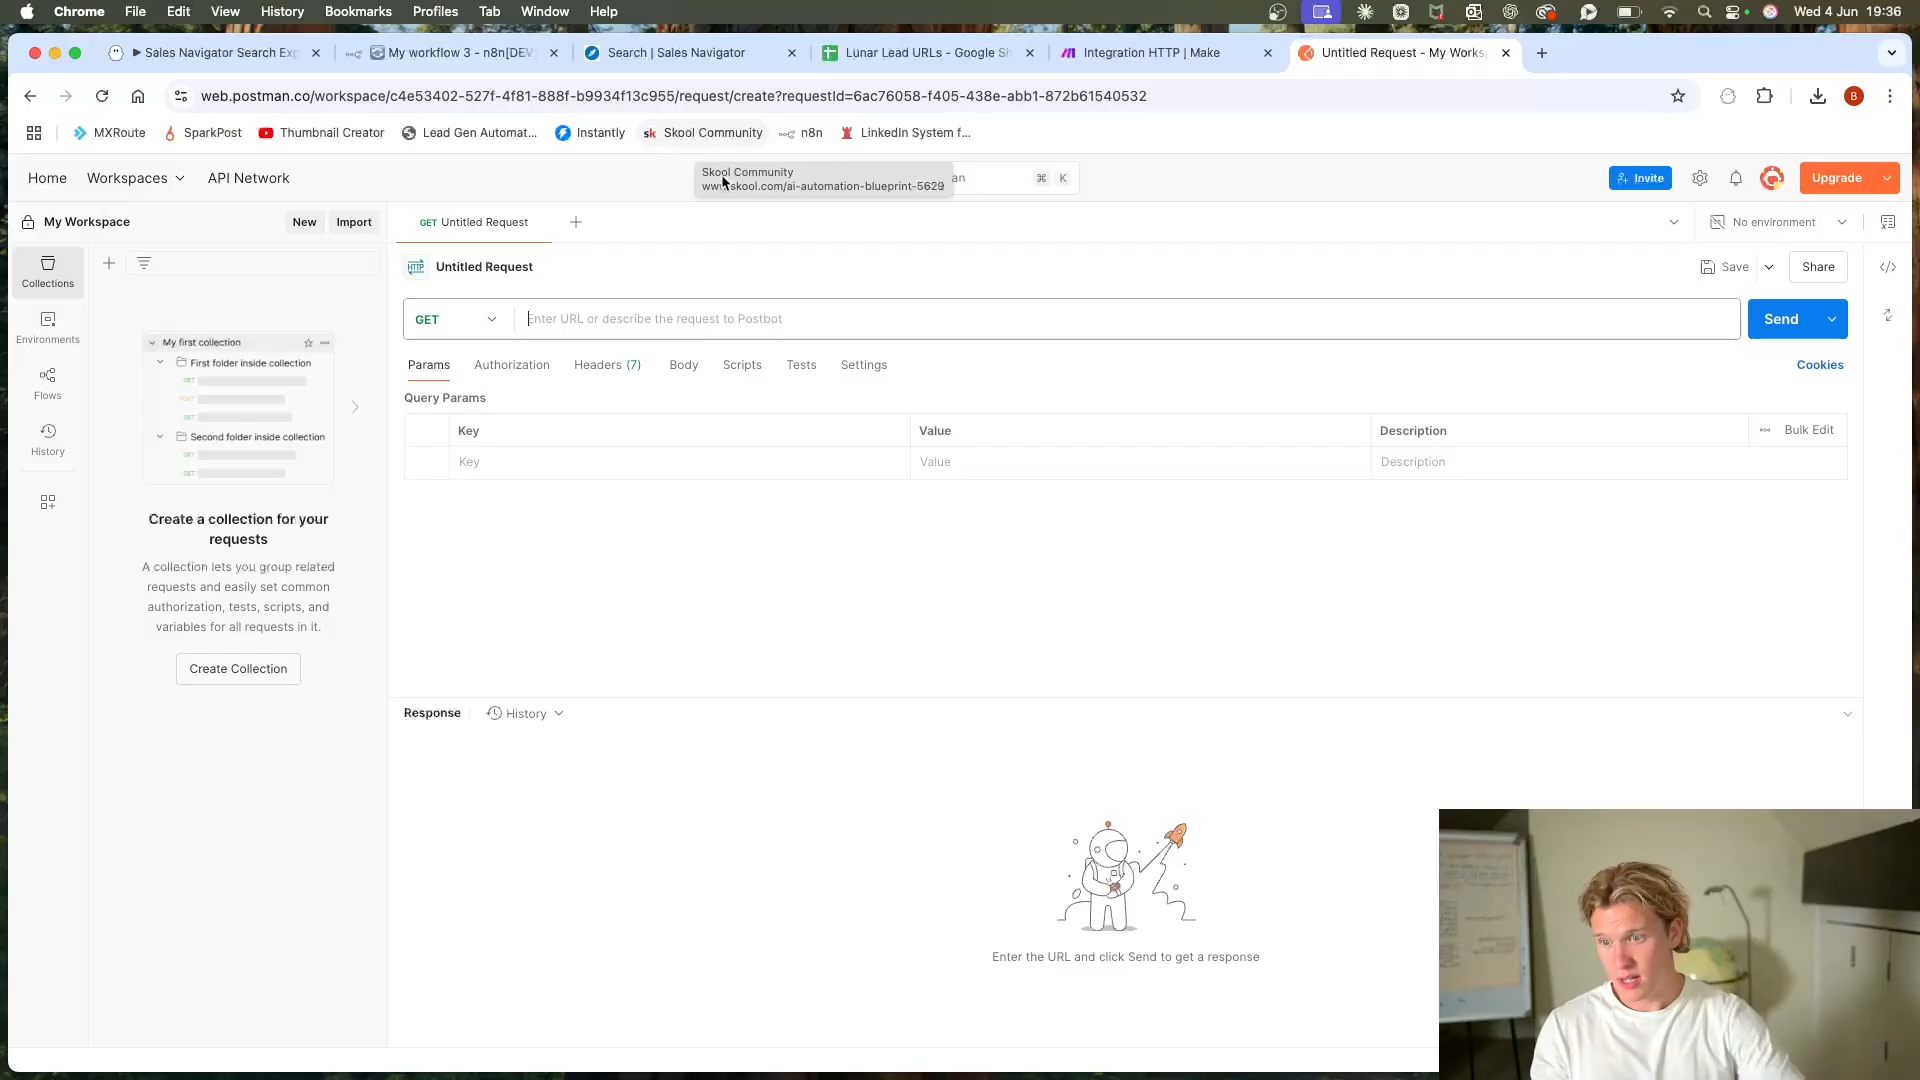 Chrome File Edit View History Bookmarks Profiles Tab Window Help Wed 4 Jun 19:36
Sales Navigator Search Exp My workflow 3 - n8n[DEV] Search | Sales Navigator Lunar Lead URLs - Google Sh Integration HTTP | Make Untitled Request - My Works
web.postman.co/workspace/c4e53402-527f-4f81-888f-b9934f13c955/request/create?requestId=6ac76058-f405-438e-abb1-872b61540532
B
MXRoute SparkPost Thumbnail Creator Lead Gen Automat... Instantly sk Skool Community n8n LinkedIn System f...
Home Workspaces API Network ⌘ K Invite Upgrade
Skool Community
www.skool.com/ai-automation-blueprint-5629
My Workspace New Import GET Untitled Request No environment
Collections
Environments
Flows
History
My first collection
First folder inside collection
GET
POST
GET
Second folder inside collection
GET
GET
Create a collection for your
requests
A collection lets you group related
requests and easily set common
authorization, tests, scripts, and
variables for all requests in it.
Create Collection
HTTP Untitled Request Save Share
GET Enter URL or describe the request to Postbot Send
Params Authorization Headers (7) Body Scripts Tests Settings Cookies
Query Params
Key Value Description Bulk Edit
Key Value Description
Response History
Enter the URL and click Send to get a response